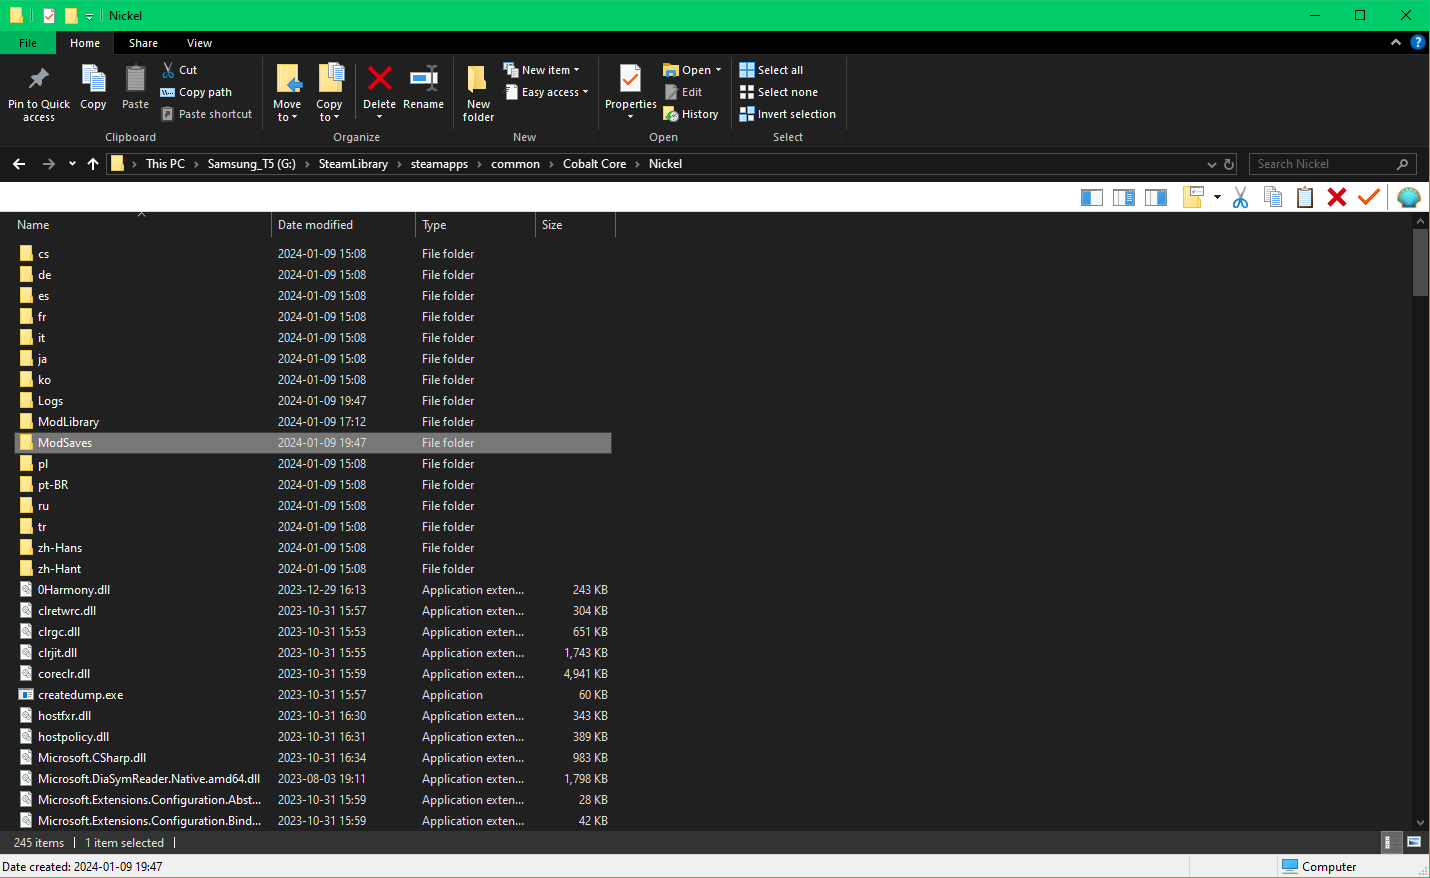 Nickel
File Home Share View
Pin to Quick access
Copy
Paste
Cut
Copy path
Paste shortcut
Clipboard
Move to
Copy to
Delete
Rename
Organize
New folder
New item
Easy access
New
Properties
Open
Edit
History
Open
Select all
Select none
Invert selection
Select
This PC Samsung_T5 (G:) SteamLibrary steamapps common Cobalt Core Nickel
Search Nickel
Name Date modified Type Size
cs 2024-01-09 15:08 File folder
de 2024-01-09 15:08 File folder
es 2024-01-09 15:08 File folder
fr 2024-01-09 15:08 File folder
it 2024-01-09 15:08 File folder
ja 2024-01-09 15:08 File folder
ko 2024-01-09 15:08 File folder
Logs 2024-01-09 19:47 File folder
ModLibrary 2024-01-09 17:12 File folder
ModSaves 2024-01-09 19:47 File folder
pl 2024-01-09 15:08 File folder
pt-BR 2024-01-09 15:08 File folder
ru 2024-01-09 15:08 File folder
tr 2024-01-09 15:08 File folder
zh-Hans 2024-01-09 15:08 File folder
zh-Hant 2024-01-09 15:08 File folder
0Harmony.dll 2023-12-29 16:13 Application exten... 243 KB
clretwrc.dll 2023-10-31 15:57 Application exten... 304 KB
clrgc.dll 2023-10-31 15:53 Application exten... 651 KB
clrjit.dll 2023-10-31 15:55 Application exten... 1,743 KB
coreclr.dll 2023-10-31 15:59 Application exten... 4,941 KB
createdump.exe 2023-10-31 15:57 Application 60 KB
hostfxr.dll 2023-10-31 16:30 Application exten... 343 KB
hostpolicy.dll 2023-10-31 16:31 Application exten... 389 KB
Microsoft.CSharp.dll 2023-10-31 16:34 Application exten... 983 KB
Microsoft.DiaSymReader.Native.amd64.dll 2023-08-03 19:11 Application exten... 1,798 KB
Microsoft.Extensions.Configuration.Abst... 2023-10-31 15:59 Application exten... 28 KB
Microsoft.Extensions.Configuration.Bind... 2023-10-31 15:59 Application exten... 42 KB
245 items 1 item selected
Date created: 2024-01-09 19:47 Computer